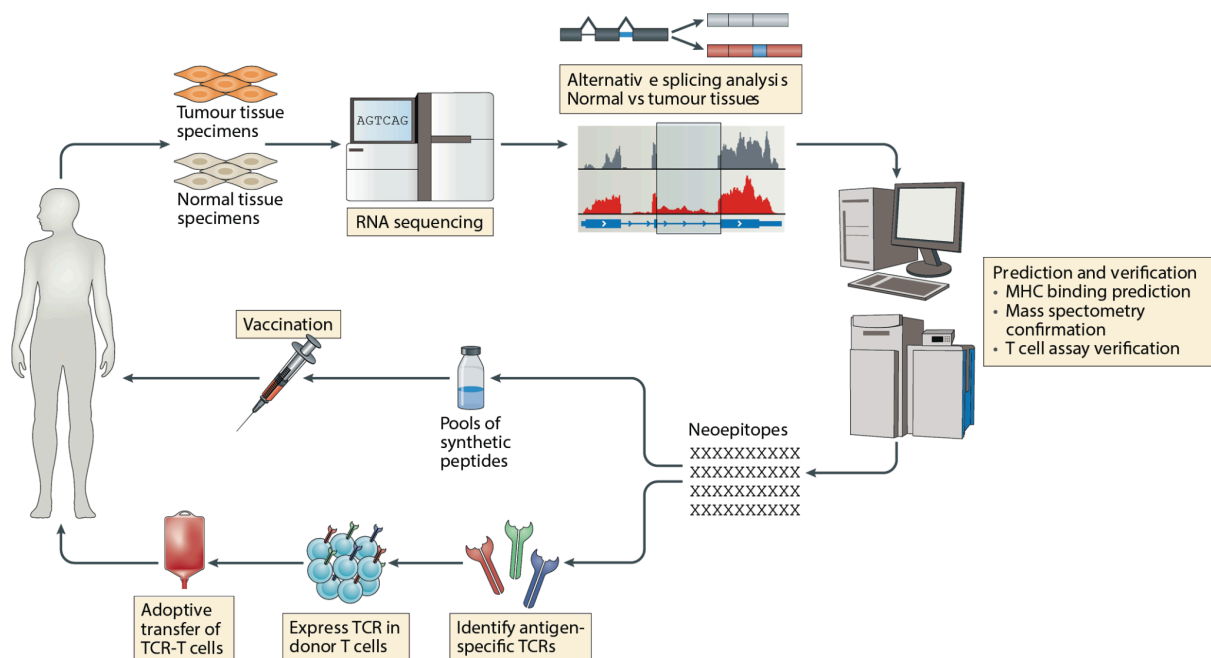 Tumour tissue
specimens
Normal tissue
specimens
AGTCAG
RNA sequencing
Alternativ e splicing analysis
Normal vs tumour tissues
Prediction and verification
• MHC binding prediction
• Mass spectometry
confirmation
• T cell assay verification
Vaccination
Pools of
synthetic
peptides
Neoepitopes
XXXXXXXXXX
XXXXXXXXXX
XXXXXXXXXX
XXXXXXXXXX
Adoptive
transfer of
TCR-T cells
Express TCR in
donor T cells
Identify antigen-
specific TCRs